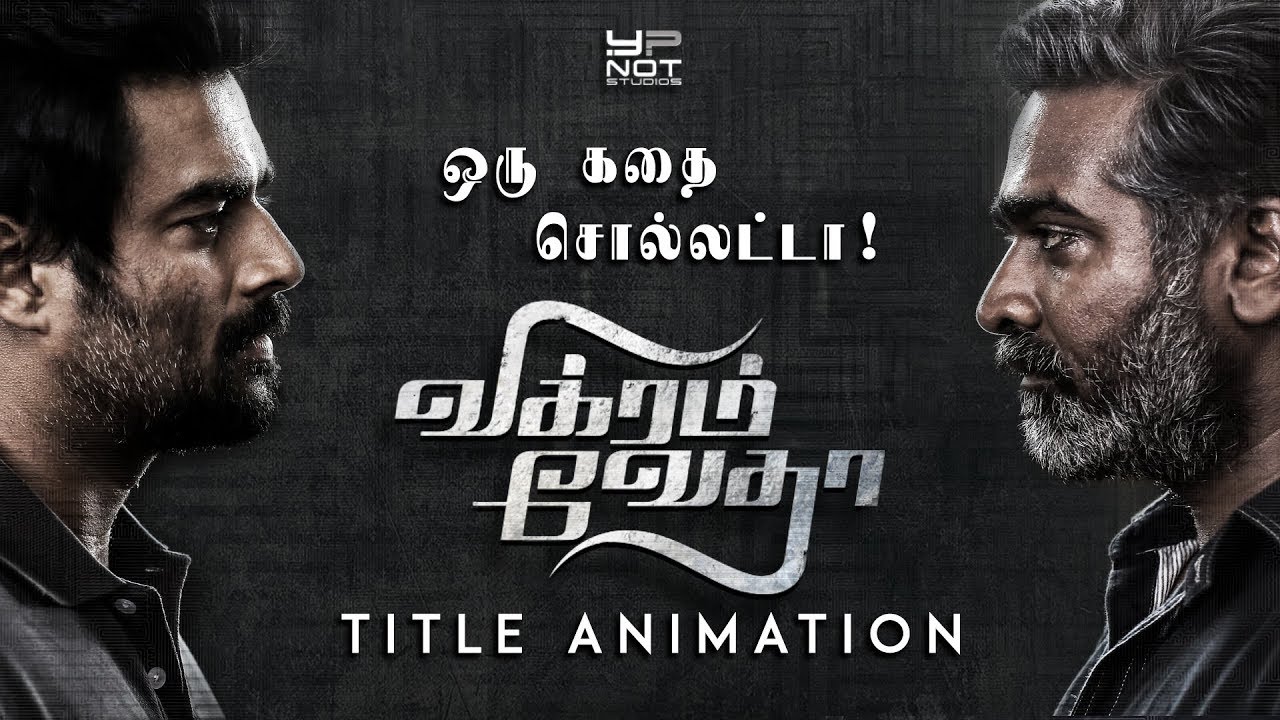 YNOT
STUDIOS
ஒரு கதை
சொல்லட்டா!
விக்ரம்
வேதா
TITLE ANIMATION